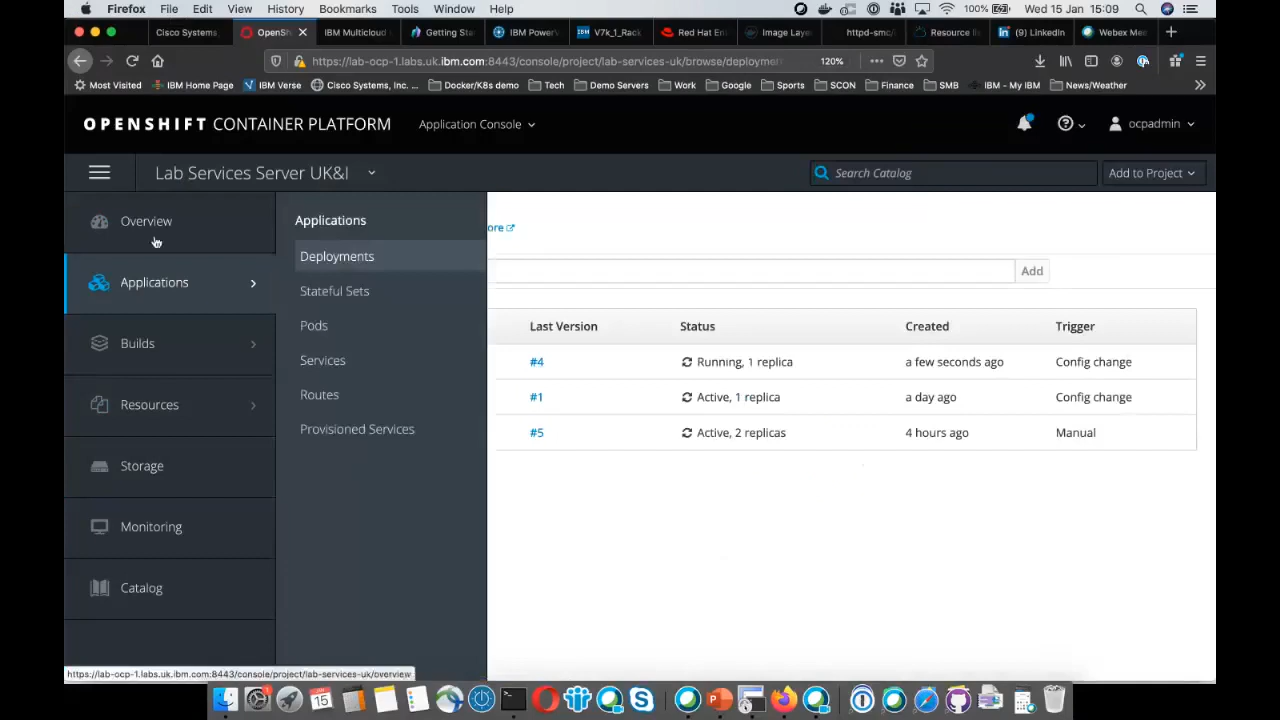 Firefox File Edit View History Bookmarks Tools Window Help 100% Wed 15 Jan 15:09
Cisco Systems, OpenSh IBM Multicloud Getting Star IBM Power V7k_1_Rack Red Hat En Image Laye httpd-smc/ Resource lis (1) LinkedIn Webex Mee
https://lab-ocp-1.labs.uk.ibm.com:8443/console/project/lab-services-uk/browse/deployme 120%
Most Visited IBM Home Page IBM Verse Cisco Systems, Inc. ... Docker/K8s demo Tech Demo Servers Work Google Sports SCON Finance SMB IBM - My IBM News/Weather
OPENSHIFT CONTAINER PLATFORM Application Console ocpadmin
Lab Services Server UK&I Search Catalog Add to Project
Overview
Applications
Builds
Resources
Storage
Monitoring
Catalog
Applications
Deployments
Stateful Sets
Pods
Services
Routes
Provisioned Services
ore
Add
Last Version Status Created Trigger
#4 Running, 1 replica a few seconds ago Config change
#1 Active, 1 replica a day ago Config change
#5 Active, 2 replicas 4 hours ago Manual
https://lab-ocp-1.labs.uk.ibm.com:8443/console/project/lab-services-uk/overview
15